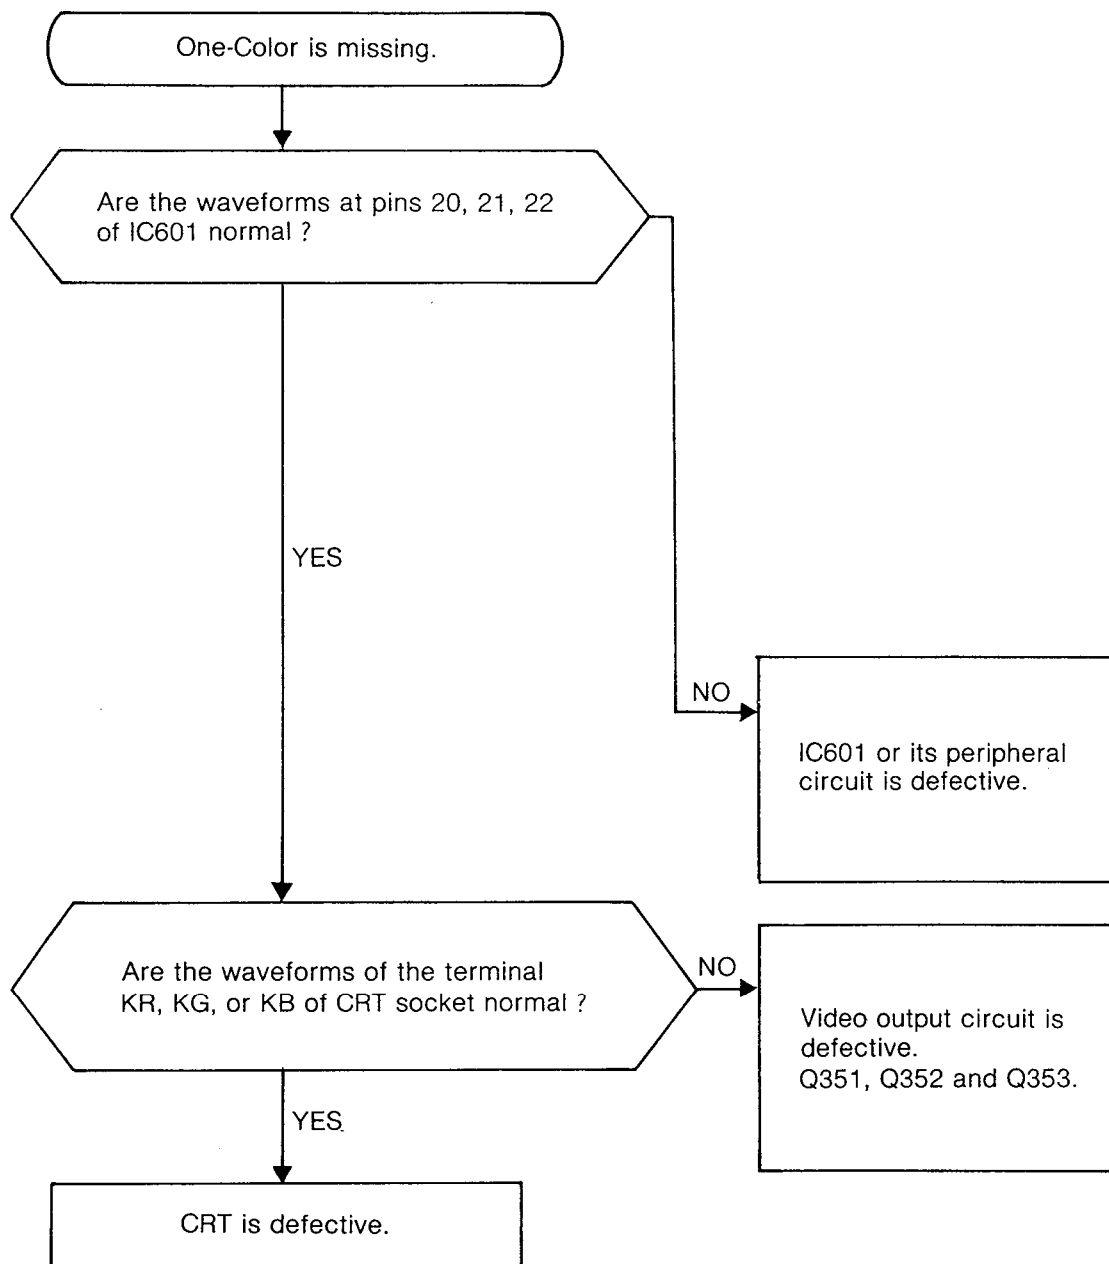 One-Color is missing.
Are the waveforms at pins 20, 21, 22
of IC601 normal ?
YES
NO
IC601 or its peripheral
circuit is defective.
Are the waveforms of the terminal
KR, KG, or KB of CRT socket normal ?
NO
Video output circuit is
defective.
Q351, Q352 and Q353.
YES
CRT is defective.